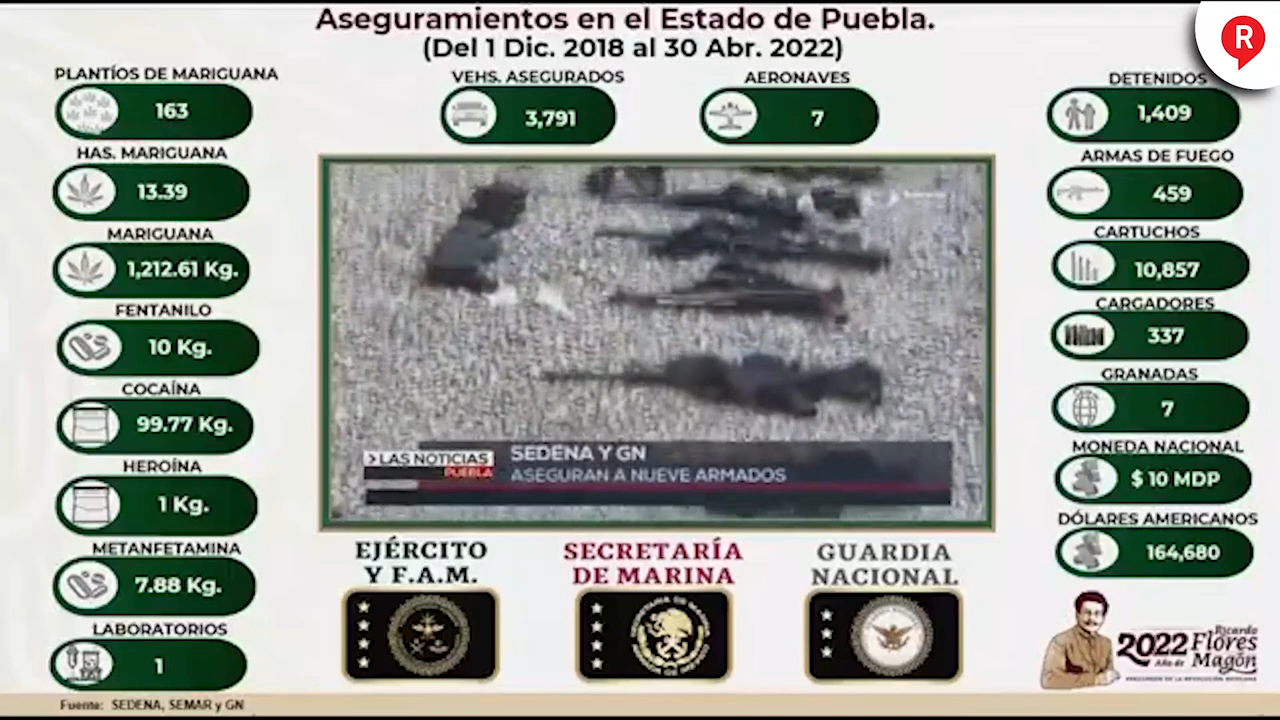 Aseguramientos en el Estado de Puebla.
(Del 1 Dic. 2018 al 30 Abr. 2022)
R
PLANTÍOS DE MARIGUANA
163
HAS. MARIGUANA
13.39
MARIGUANA
1,212.61 Kg.
FENTANILO
10 Kg.
COCAÍNA
99.77 Kg.
HEROÍNA
1 Kg.
METANFETAMINA
7.88 Kg.
LABORATORIOS
1
VEHS. ASEGURADOS
3,791
AERONAVES
7
LAS NOTICIAS
PUEBLA
SEDENA Y GN
ASEGURAN A NUEVE ARMADOS
EJÉRCITO
Y F.A.M.
SECRETARÍA
DE MARINA
GUARDIA
NACIONAL
DETENIDOS
1,409
ARMAS DE FUEGO
459
CARTUCHOS
10,857
CARGADORES
337
GRANADAS
7
MONEDA NACIONAL
$ 10 MDP
DÓLARES AMERICANOS
164,680
2022 Ricardo
Año de Flores
Magón
PRECURSOR DE LA REVOLUCIÓN MEXICANA
Fuente: SEDENA, SEMAR y GN